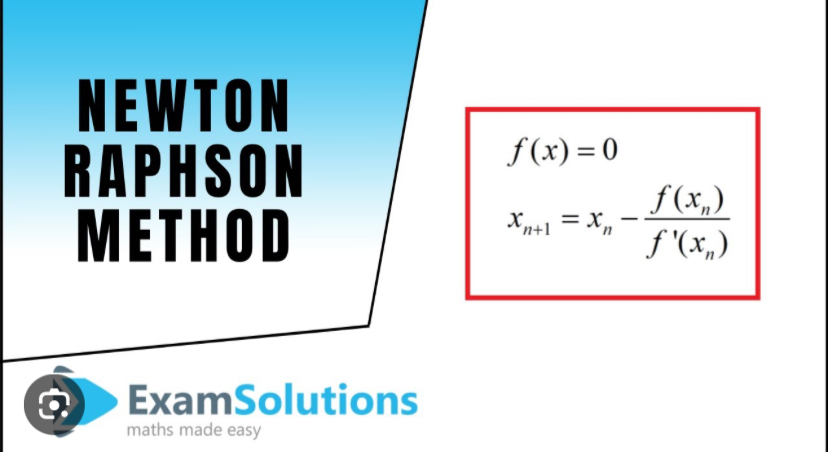 NEWTON
RAPHSON
METHOD
f(x) = 0
xₙ₊₁ = xₙ − f(xₙ) / f '(xₙ)
ExamSolutions
maths made easy